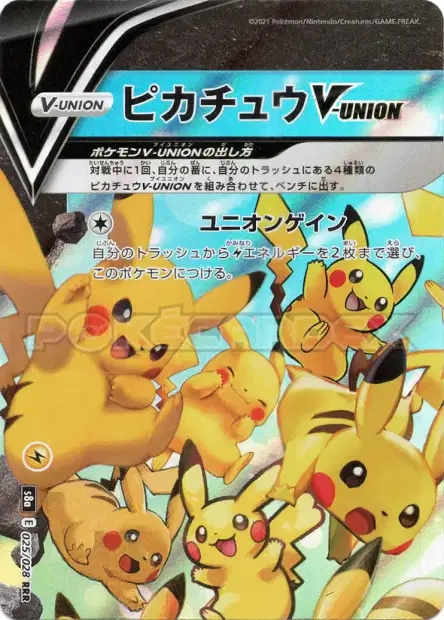 ©2021 Pokémon/Nintendo/Creatures/GAME FREAK.
V-UNION
ピカチュウV-UNION
ポケモンV-UNIONの出し方
対戦中に1回、自分の番に、自分のトラッシュにある4種類の
ピカチュウV-UNIONを組み合わせて、ベンチに出す。
ユニオンゲイン
自分のトラッシュからエネルギーを2枚まで選び、
このポケモンにつける。
s8a E 025/028 RRR